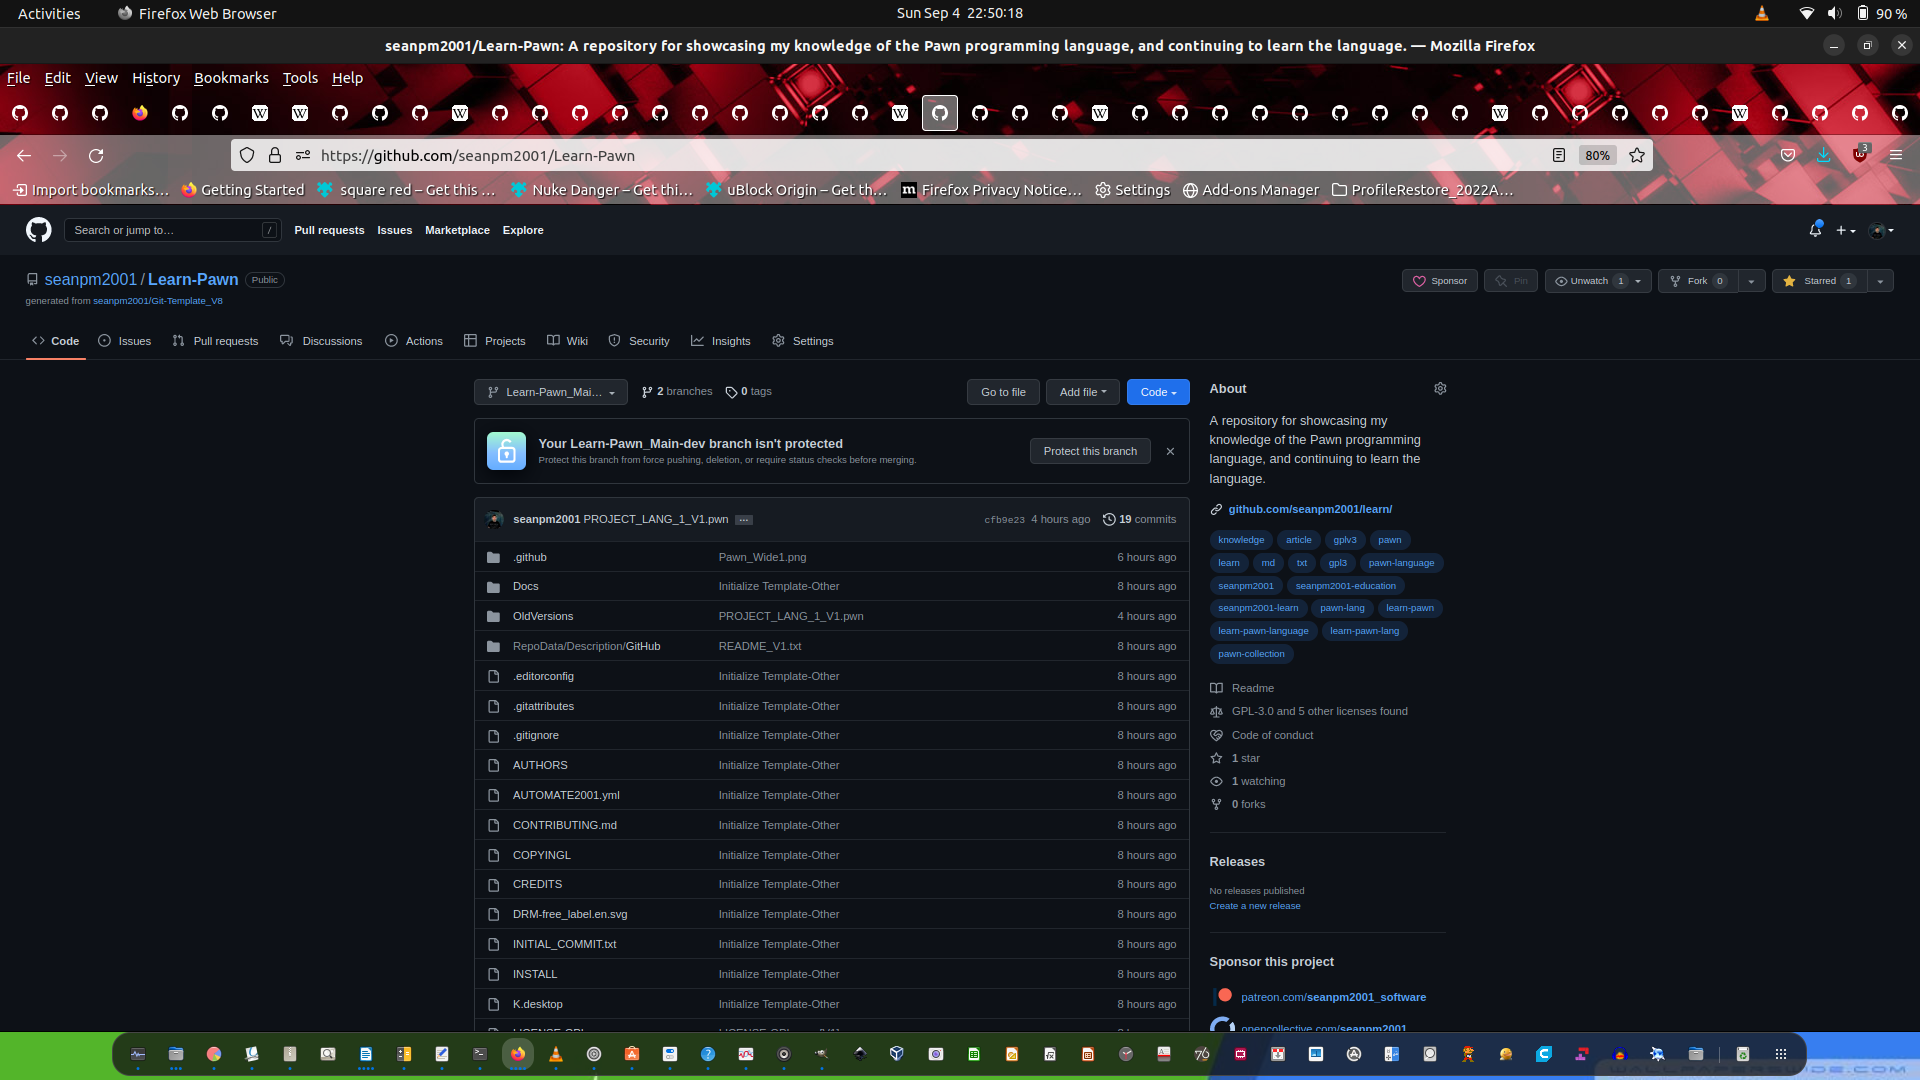 Activities Firefox Web Browser Sun Sep 4 22:50:18 90 %
seanpm2001/Learn-Pawn: A repository for showcasing my knowledge of the Pawn programming language, and continuing to learn the language. — Mozilla Firefox
File Edit View History Bookmarks Tools Help
https://github.com/seanpm2001/Learn-Pawn 80% 3
Import bookmarks… Getting Started square red – Get this … Nuke Danger – Get thi… uBlock Origin – Get th… Firefox Privacy Notice… Settings Add-ons Manager ProfileRestore_2022A…
Search or jump to… / Pull requests Issues Marketplace Explore
seanpm2001 / Learn-Pawn Public Sponsor Pin Unwatch 1 Fork 0 Starred 1
generated from seanpm2001/Git-Template_V8
Code Issues Pull requests Discussions Actions Projects Wiki Security Insights Settings
Learn-Pawn_Mai… 2 branches 0 tags Go to file Add file Code
Your Learn-Pawn_Main-dev branch isn't protected
Protect this branch from force pushing, deletion, or require status checks before merging.
Protect this branch
seanpm2001 PROJECT_LANG_1_V1.pwn … cfb9e23 4 hours ago 19 commits
.github Pawn_Wide1.png 6 hours ago
Docs Initialize Template-Other 8 hours ago
OldVersions PROJECT_LANG_1_V1.pwn 4 hours ago
RepoData/Description/GitHub README_V1.txt 8 hours ago
.editorconfig Initialize Template-Other 8 hours ago
.gitattributes Initialize Template-Other 8 hours ago
.gitignore Initialize Template-Other 8 hours ago
AUTHORS Initialize Template-Other 8 hours ago
AUTOMATE2001.yml Initialize Template-Other 8 hours ago
CONTRIBUTING.md Initialize Template-Other 8 hours ago
COPYINGL Initialize Template-Other 8 hours ago
CREDITS Initialize Template-Other 8 hours ago
DRM-free_label.en.svg Initialize Template-Other 8 hours ago
INITIAL_COMMIT.txt Initialize Template-Other 8 hours ago
INSTALL Initialize Template-Other 8 hours ago
K.desktop Initialize Template-Other 8 hours ago
About
A repository for showcasing my
knowledge of the Pawn programming
language, and continuing to learn the
language.
github.com/seanpm2001/learn/
knowledge article gplv3 pawn
learn md txt gpl3 pawn-language
seanpm2001 seanpm2001-education
seanpm2001-learn pawn-lang learn-pawn
learn-pawn-language learn-pawn-lang
pawn-collection
Readme
GPL-3.0 and 5 other licenses found
Code of conduct
1 star
1 watching
0 forks
Releases
No releases published
Create a new release
Sponsor this project
patreon.com/seanpm2001_software
opencollective.com/seanpm2001